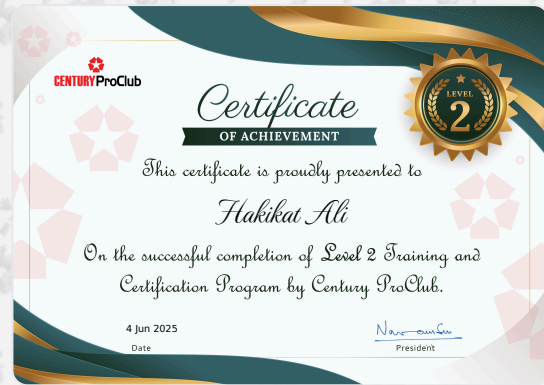 CENTURY ProClub
LEVEL
2
Certificate
OF ACHIEVEMENT
This certificate is proudly presented to
Hakikat Ali
On the successful completion of Level 2 Training and
Certification Program by Century ProClub.
4 Jun 2025
Date
President